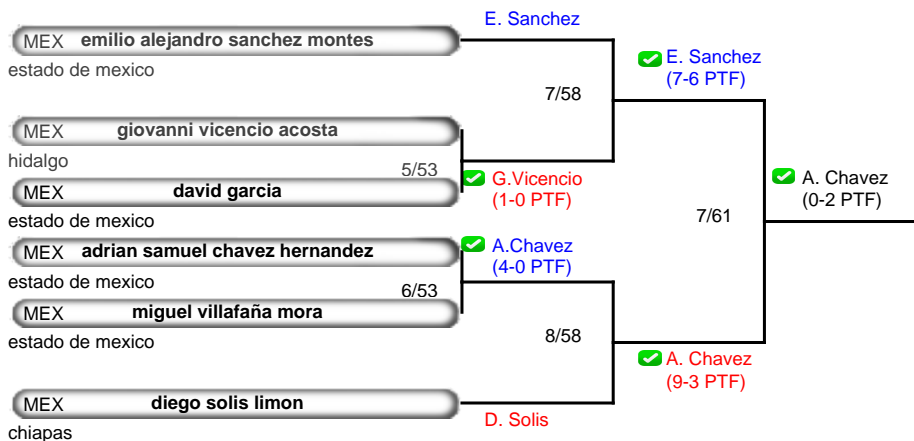 E. Sanchez
MEX emilio alejandro sanchez montes
estado de mexico
E. Sanchez
(7-6 PTF)
7/58
MEX giovanni vicencio acosta
hidalgo
5/53
G.Vicencio
(1-0 PTF)
MEX david garcia
estado de mexico
A. Chavez
(0-2 PTF)
7/61
MEX adrian samuel chavez hernandez
estado de mexico
A.Chavez
(4-0 PTF)
6/53
MEX miguel villafaña mora
estado de mexico
8/58
A. Chavez
(9-3 PTF)
MEX diego solis limon
chiapas
D. Solis